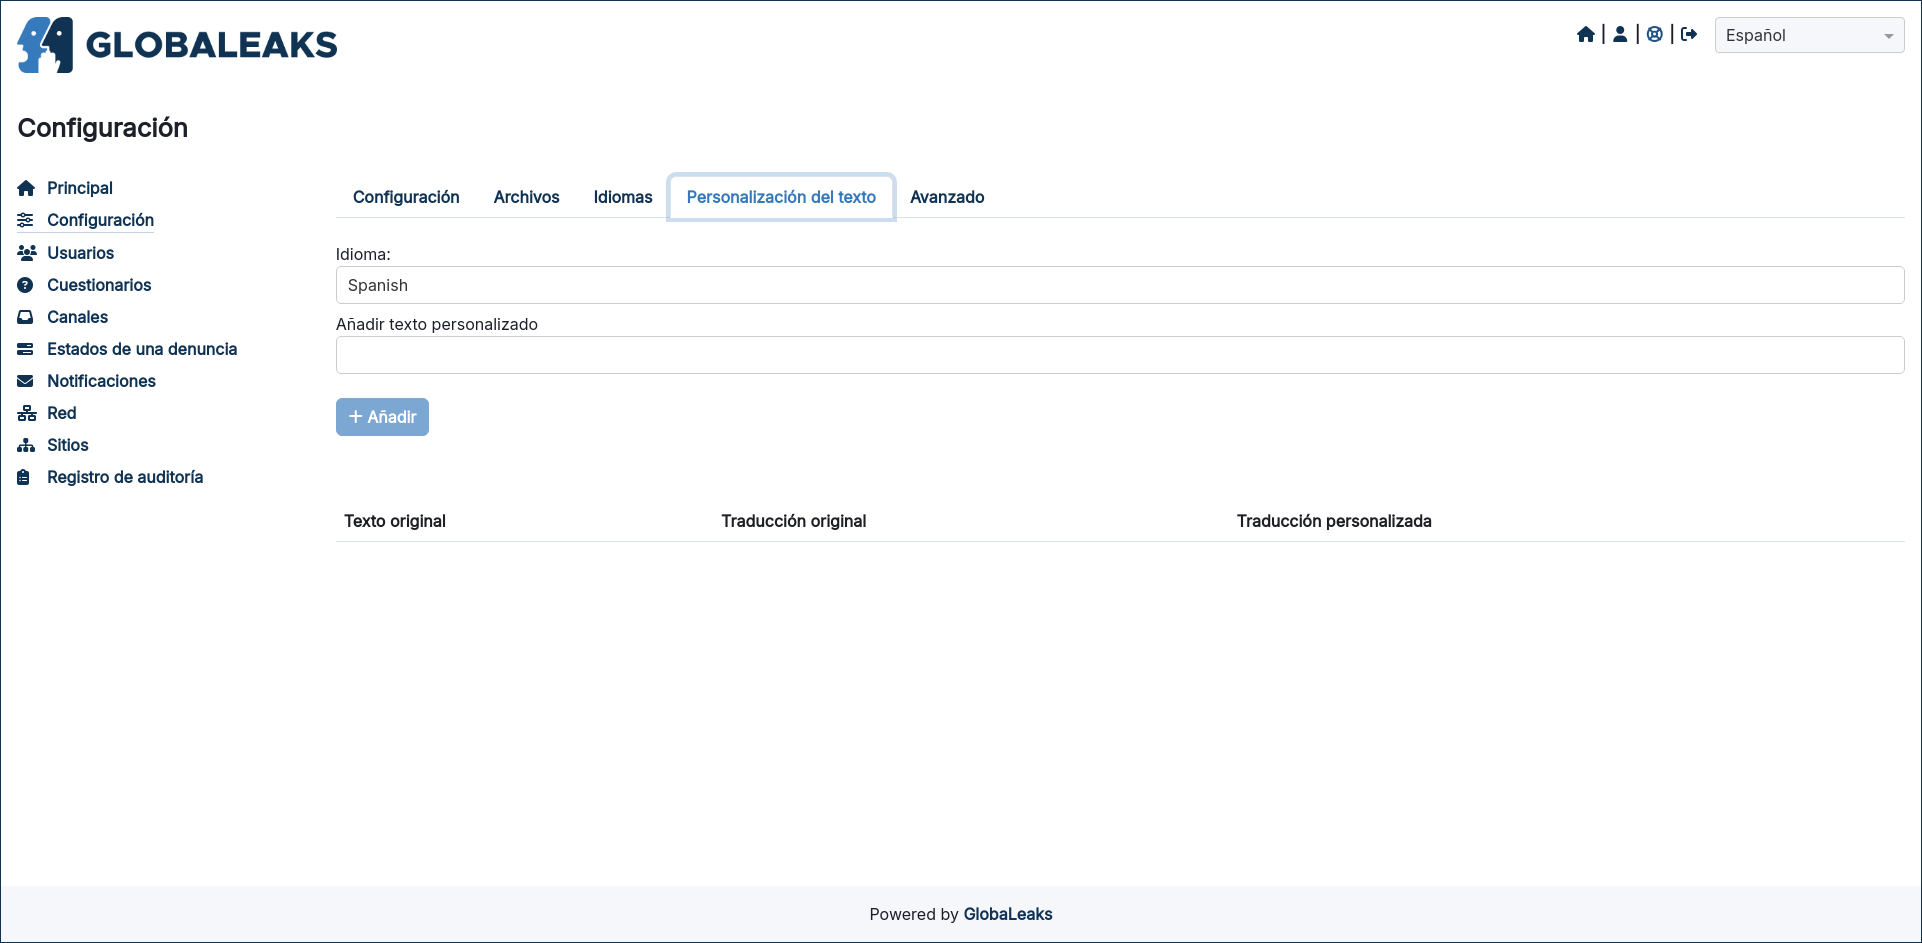 GLOBALEAKS
Español
Configuración
Principal
Configuración
Usuarios
Cuestionarios
Canales
Estados de una denuncia
Notificaciones
Red
Sitios
Registro de auditoría
Configuración Archivos Idiomas Personalización del texto Avanzado
Idioma:
Spanish
Añadir texto personalizado
+ Añadir
Texto original Traducción original Traducción personalizada
Powered by GlobaLeaks